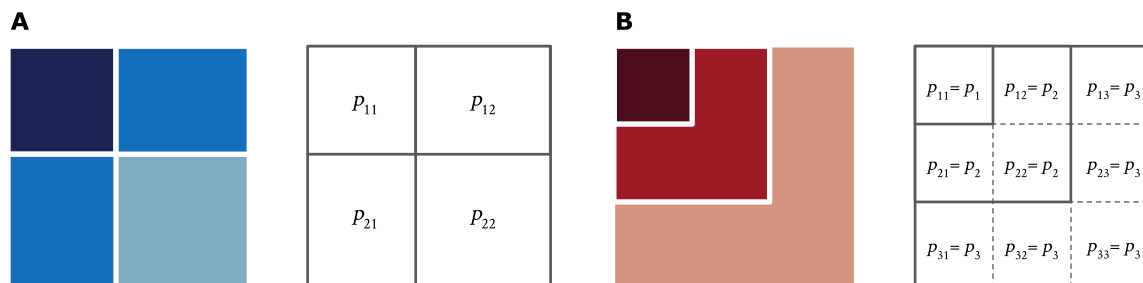 A
B
p11
p12
p21
p22
p11= p1
p12= p2
p13= p3
p21= p2
p22= p2
p23= p3
p31= p3
p32= p3
p33= p3